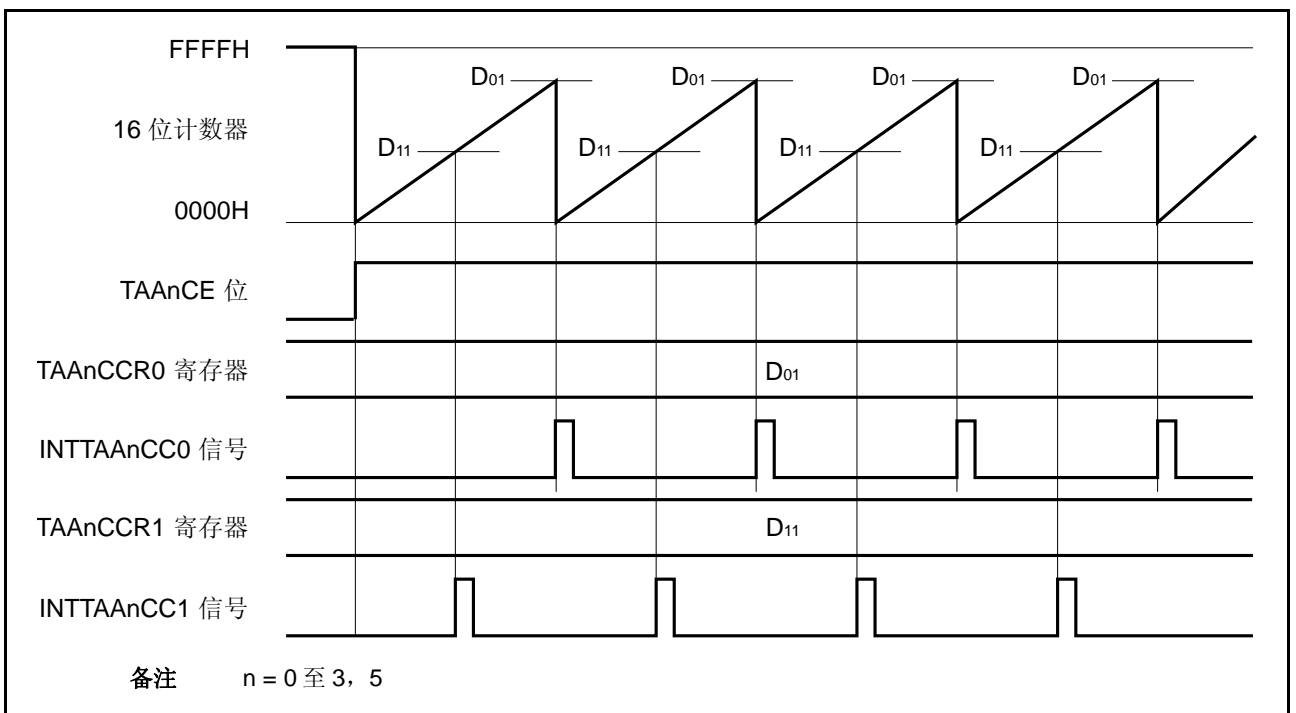 FFFFH
D01 D01 D01 D01
16 位计数器
D11 D11 D11 D11
0000H
TAAnCE 位
TAAnCCR0 寄存器 D01
INTTAAnCC0 信号
TAAnCCR1 寄存器 D11
INTTAAnCC1 信号
备注 n = 0 至 3，5